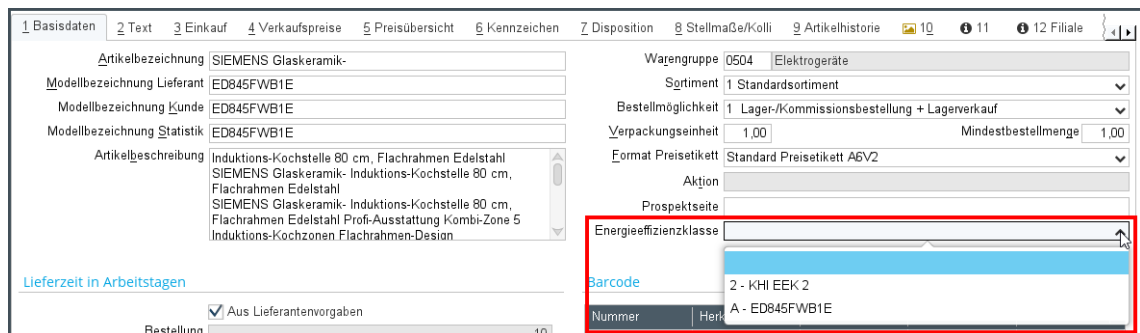 1 Basisdaten 2 Text 3 Einkauf 4 Verkaufspreise 5 Preisübersicht 6 Kennzeichen 7 Disposition 8 Stellmaße/Kolli 9 Artikelhistorie 10 11 12 Filiale
Artikelbezeichnung SIEMENS Glaskeramik-
Modellbezeichnung Lieferant ED845FWB1E
Modellbezeichnung Kunde ED845FWB1E
Modellbezeichnung Statistik ED845FWB1E
Artikelbeschreibung Induktions-Kochstelle 80 cm, Flachrahmen Edelstahl
SIEMENS Glaskeramik- Induktions-Kochstelle 80 cm,
Flachrahmen Edelstahl
SIEMENS Glaskeramik- Induktions-Kochstelle 80 cm,
Flachrahmen Edelstahl Profi-Ausstattung Kombi-Zone 5
Induktions-Kochzonen Flachrahmen-Design
Warengruppe 0504 Elektrogeräte
Sortiment 1 Standardsortiment
Bestellmöglichkeit 1 Lager-/Kommissionsbestellung + Lagerverkauf
Verpackungseinheit 1,00 Mindestbestellmenge 1,00
Format Preisetikett Standard Preisetikett A6V2
Aktion
Prospektseite
Energieeffizienzklasse
2 - KHI EEK 2
A - ED845FWB1E
Lieferzeit in Arbeitstagen
Aus Lieferantenvorgaben
Bestellung 10
Barcode
Nummer Herk